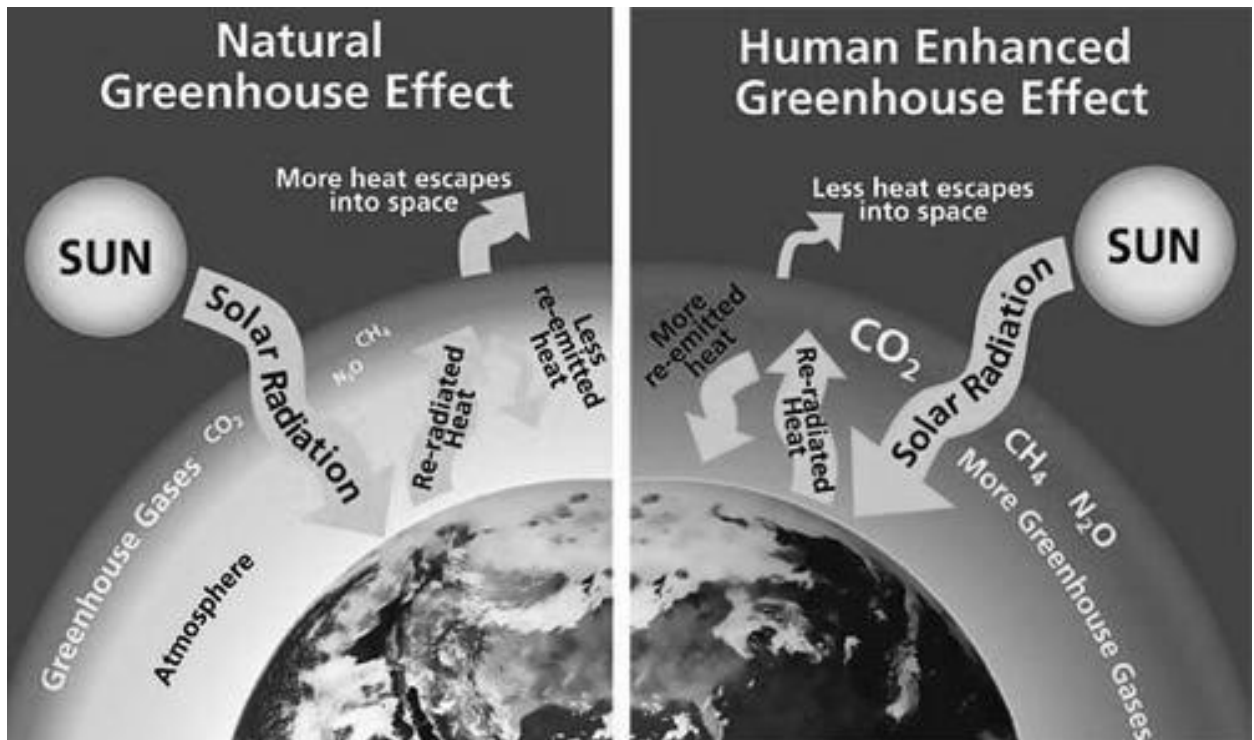 Natural
Greenhouse Effect
More heat escapes
into space
SUN
Solar Radiation
CH₄
N₂O
CO₂
Re-radiated
Heat
Less
re-emitted
heat
Greenhouse Gases
Atmosphere
Human Enhanced
Greenhouse Effect
Less heat escapes
into space
SUN
Solar Radiation
More
re-emitted
heat
Re-radiated
Heat
CO₂
CH₄
N₂O
More Greenhouse Gases